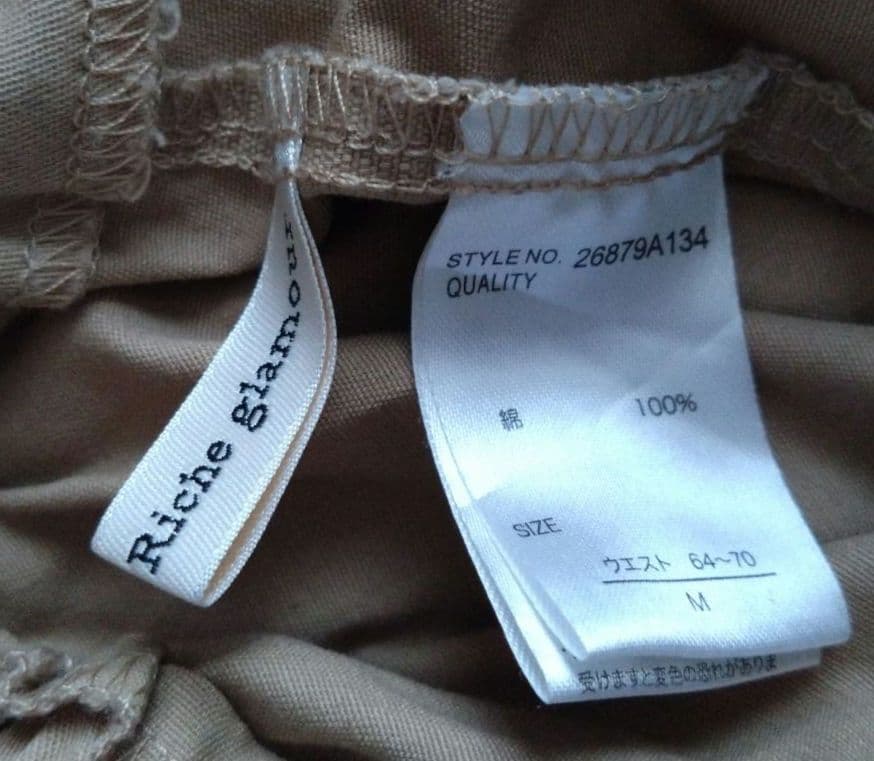 Riche glamour
STYLE NO. 26879A134
QUALITY
綿 100%
SIZE
ウエスト 64~70
M
受けますと変色の恐れがありま